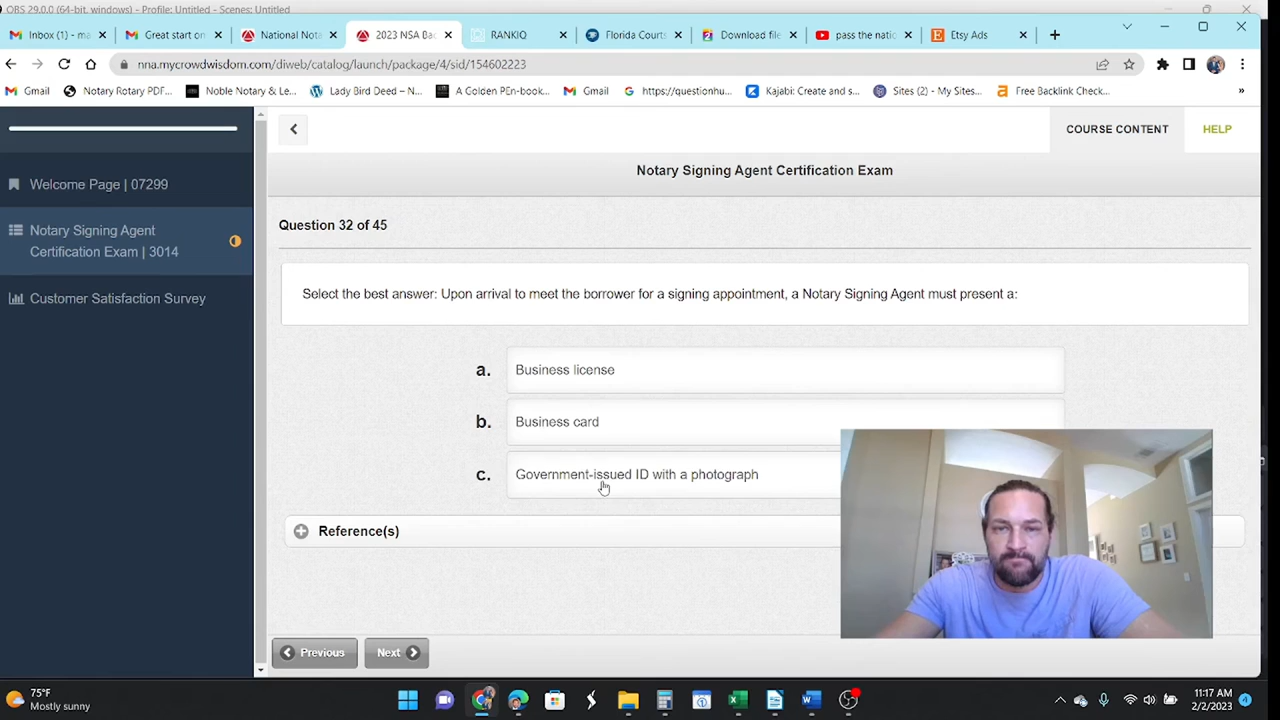 OBS 29.0.0 (64-bit, windows) - Profile: Untitled - Scenes: Untitled
Inbox (1) - ma
Great start on
National Nota
2023 NSA Bac
RANKIQ
Florida Courts
Download file
pass the natio
Etsy Ads
nna.mycrowdwisdom.com/diweb/catalog/launch/package/4/sid/154602223
Gmail
Notary Rotary PDF...
Noble Notary & Le...
Lady Bird Deed – N...
A Golden PEn-book...
Gmail
https://questionhu...
Kajabi: Create and s...
Sites (2) - My Sites...
Free Backlink Check...
COURSE CONTENT
HELP
Welcome Page | 07299
Notary Signing Agent
Certification Exam | 3014
Customer Satisfaction Survey
Notary Signing Agent Certification Exam
Question 32 of 45
Select the best answer: Upon arrival to meet the borrower for a signing appointment, a Notary Signing Agent must present a:
a. Business license
b. Business card
c. Government-issued ID with a photograph
Reference(s)
Previous
Next
75°F
Mostly sunny
11:17 AM
2/2/2023